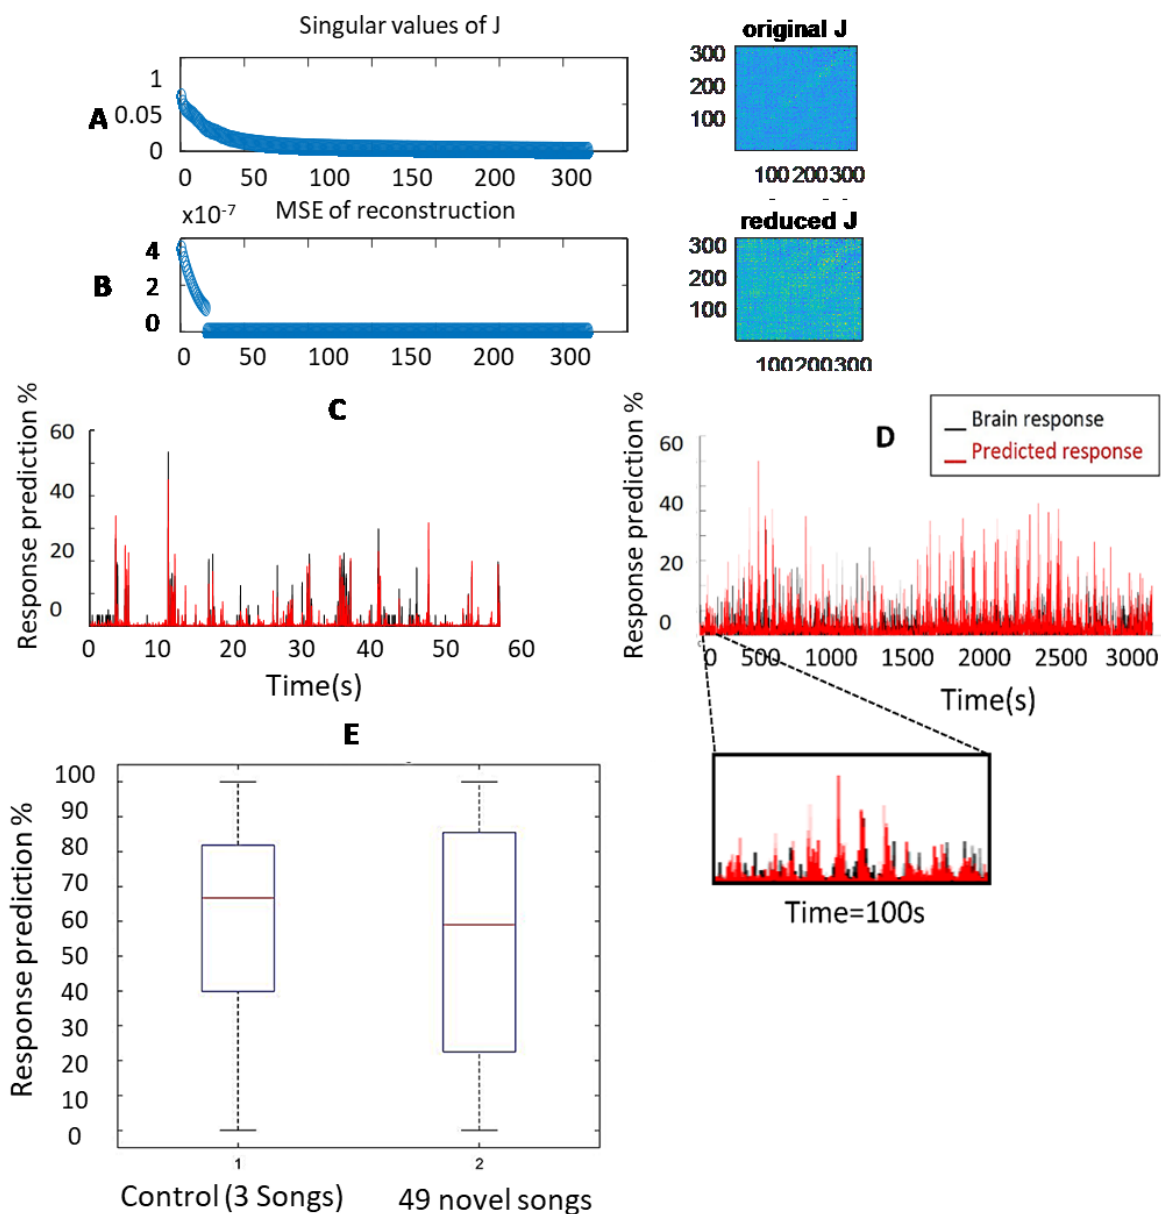 Singular values of J
A
1
0.05
0
0 50 100 150 200 250 300
original J
300
200
100
100 200 300
MSE of reconstruction
x10-7
B
4
2
0
0 50 100 150 200 250 300
reduced J
300
200
100
100 200 300
C
Response prediction %
60
40
20
0
0 10 20 30 40 50 60
Time(s)
D
Brain response
Predicted response
Response prediction %
60
40
20
0
0 500 1000 1500 2000 2500 3000
Time(s)
Time=100s
E
Response prediction %
100
90
80
70
60
50
40
30
20
10
0
1 2
Control (3 Songs) 49 novel songs